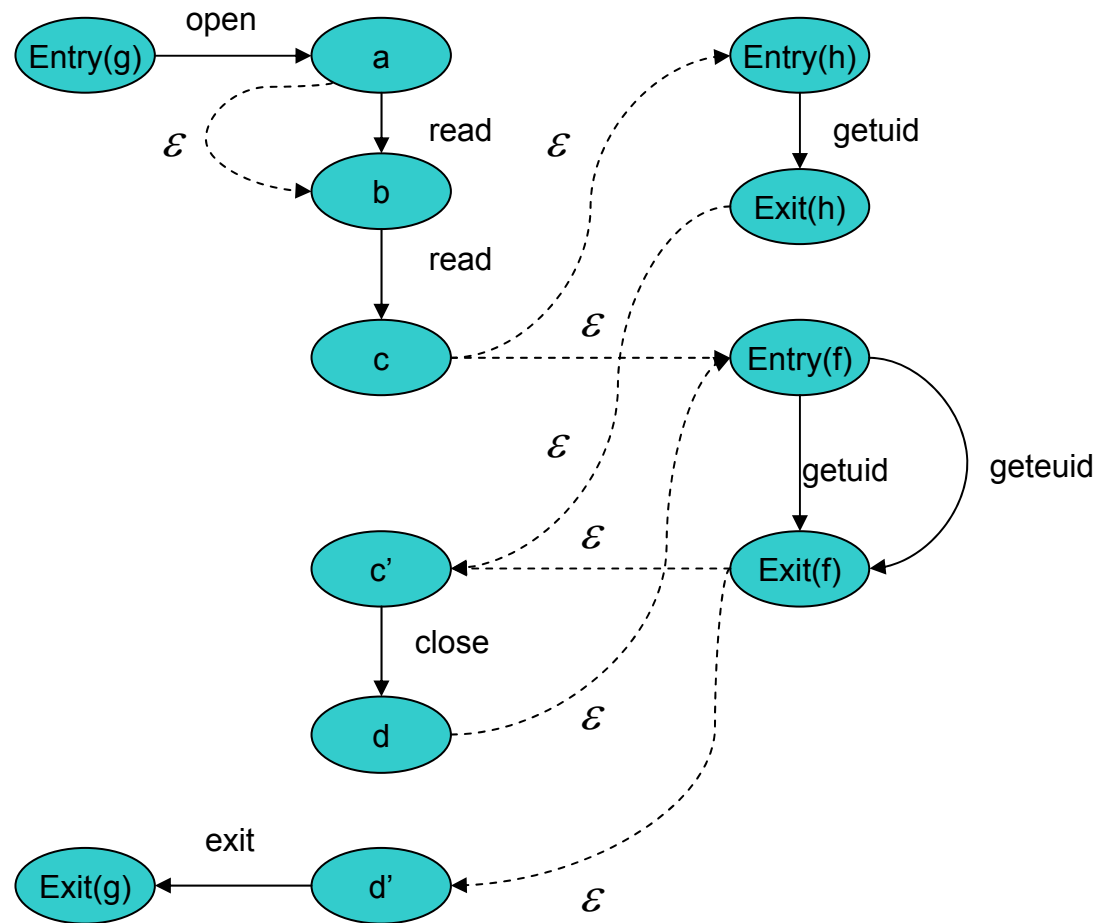 open
Entry(g)
a
Entry(h)
ε
read
ε
getuid
b
Exit(h)
read
ε
c
Entry(f)
ε
getuid
geteuid
ε
c’
Exit(f)
close
d
ε
exit
Exit(g)
d’
ε